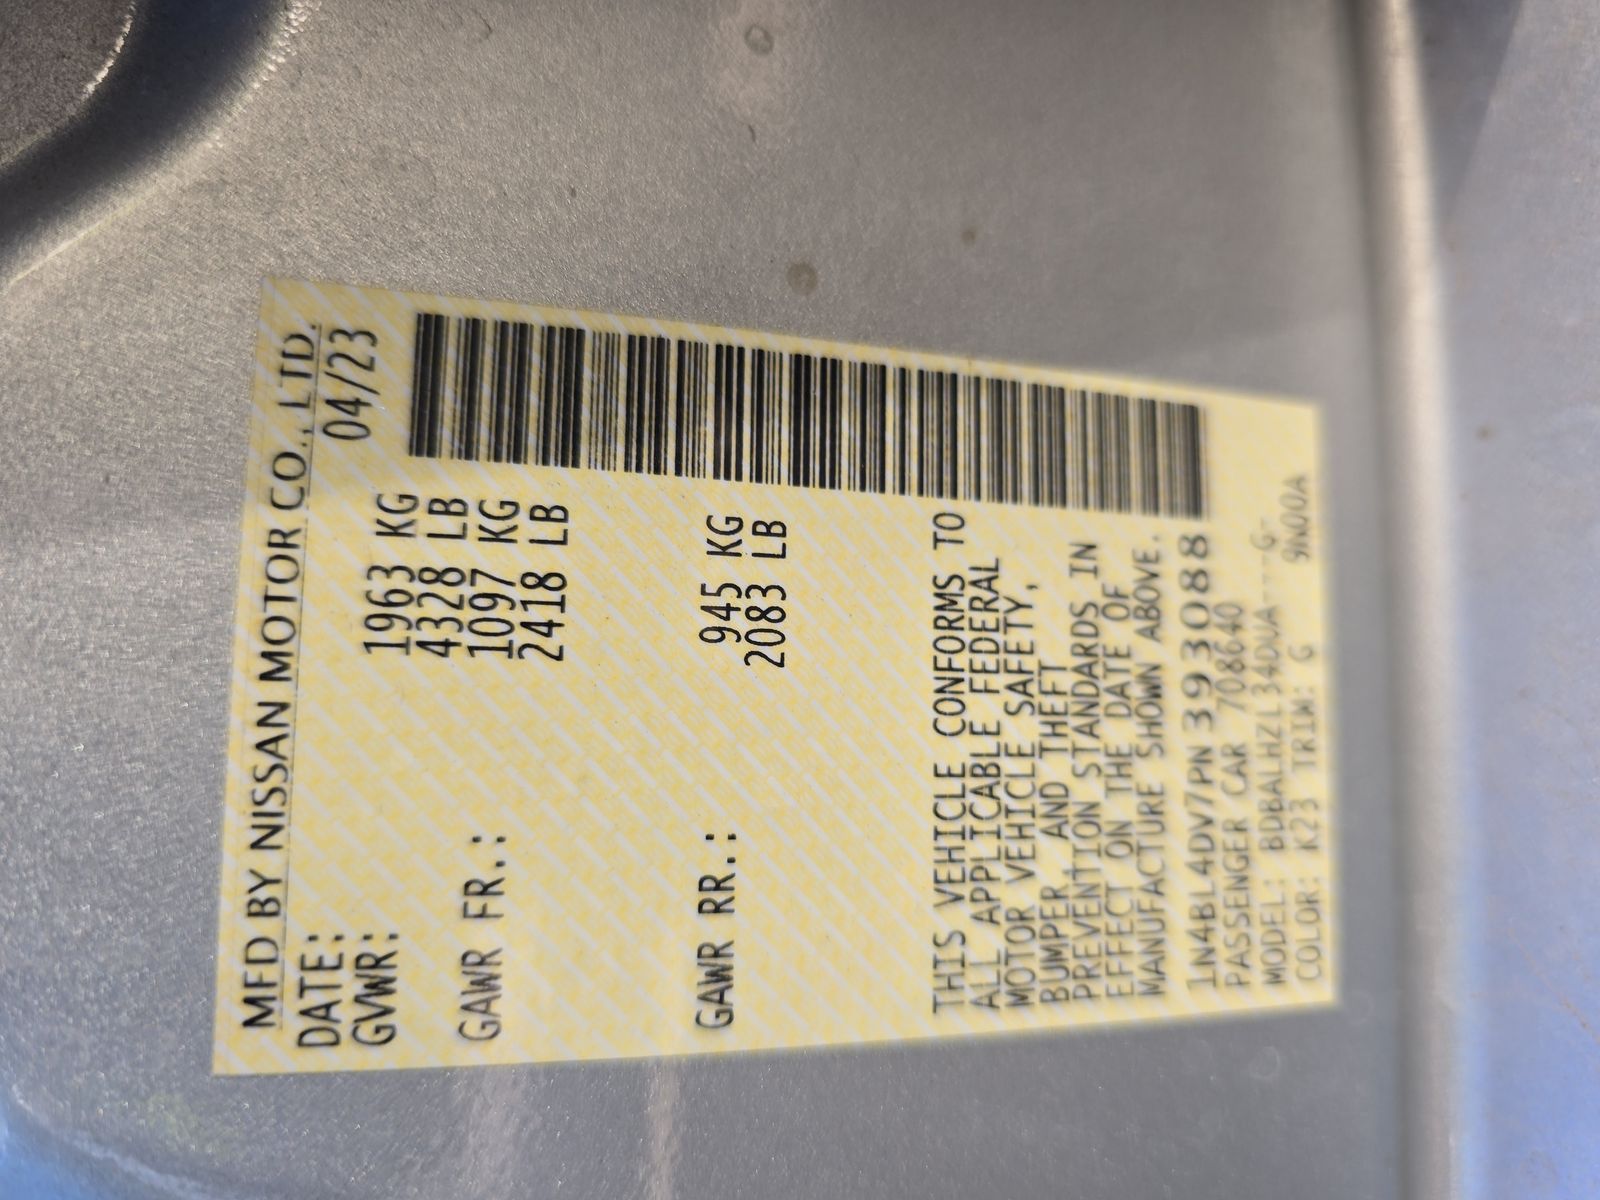 MFD BY NISSAN MOTOR CO., LTD.
DATE: 04/23
GVWR: 1963 KG
4328 LB
GAWR FR.: 1097 KG
2418 LB
GAWR RR.: 945 KG
2083 LB
THIS VEHICLE CONFORMS TO
ALL APPLICABLE FEDERAL
MOTOR VEHICLE SAFETY,
BUMPER, AND THEFT
PREVENTION STANDARDS IN
EFFECT ON THE DATE OF
MANUFACTURE SHOWN ABOVE.
1N4BL4DV7PN393088
PASSENGER CAR 708640
MODEL: BDBALHZL34DUA----G-
COLOR: K23 TRIM: G 9N00A